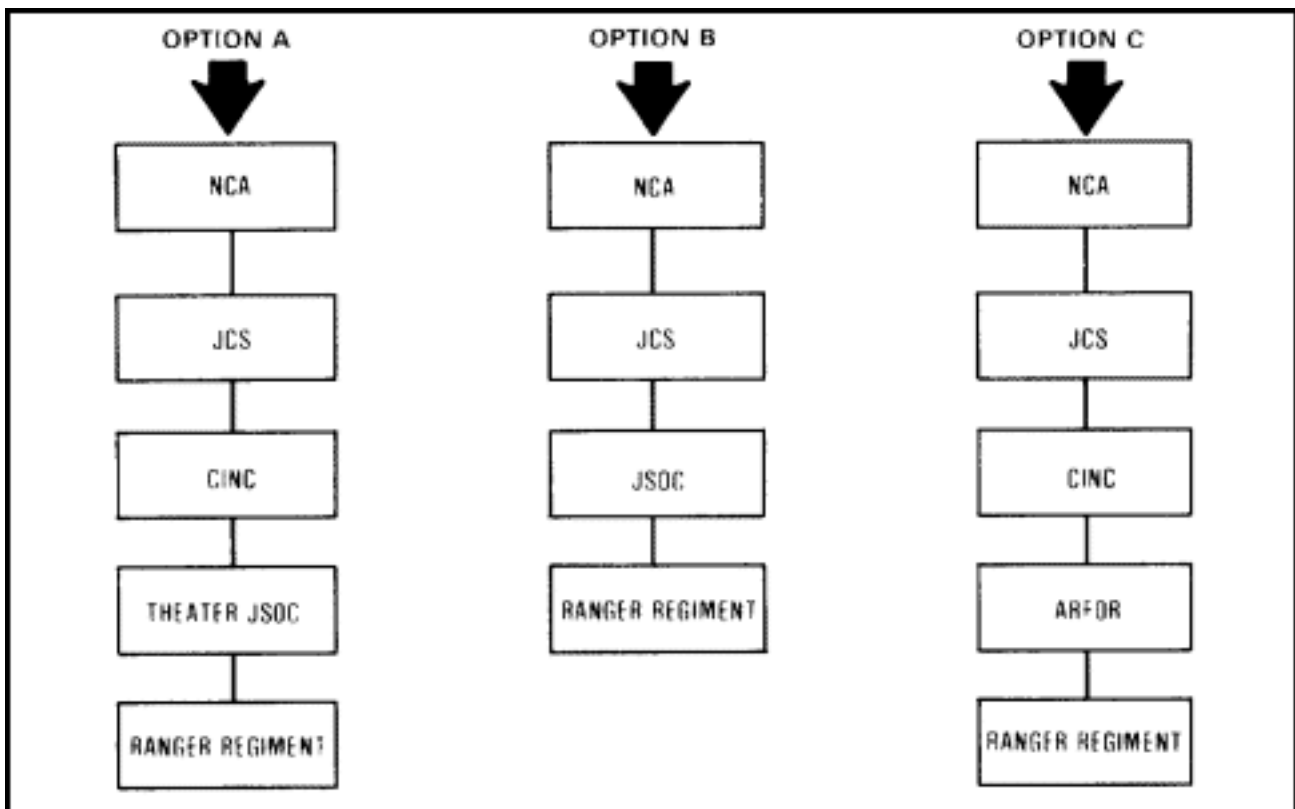 OPTION A
NCA
JCS
CINC
THEATER JSOC
RANGER REGIMENT
OPTION B
NCA
JCS
JSOC
RANGER REGIMENT
OPTION C
NCA
JCS
CINC
ARFOR
RANGER REGIMENT